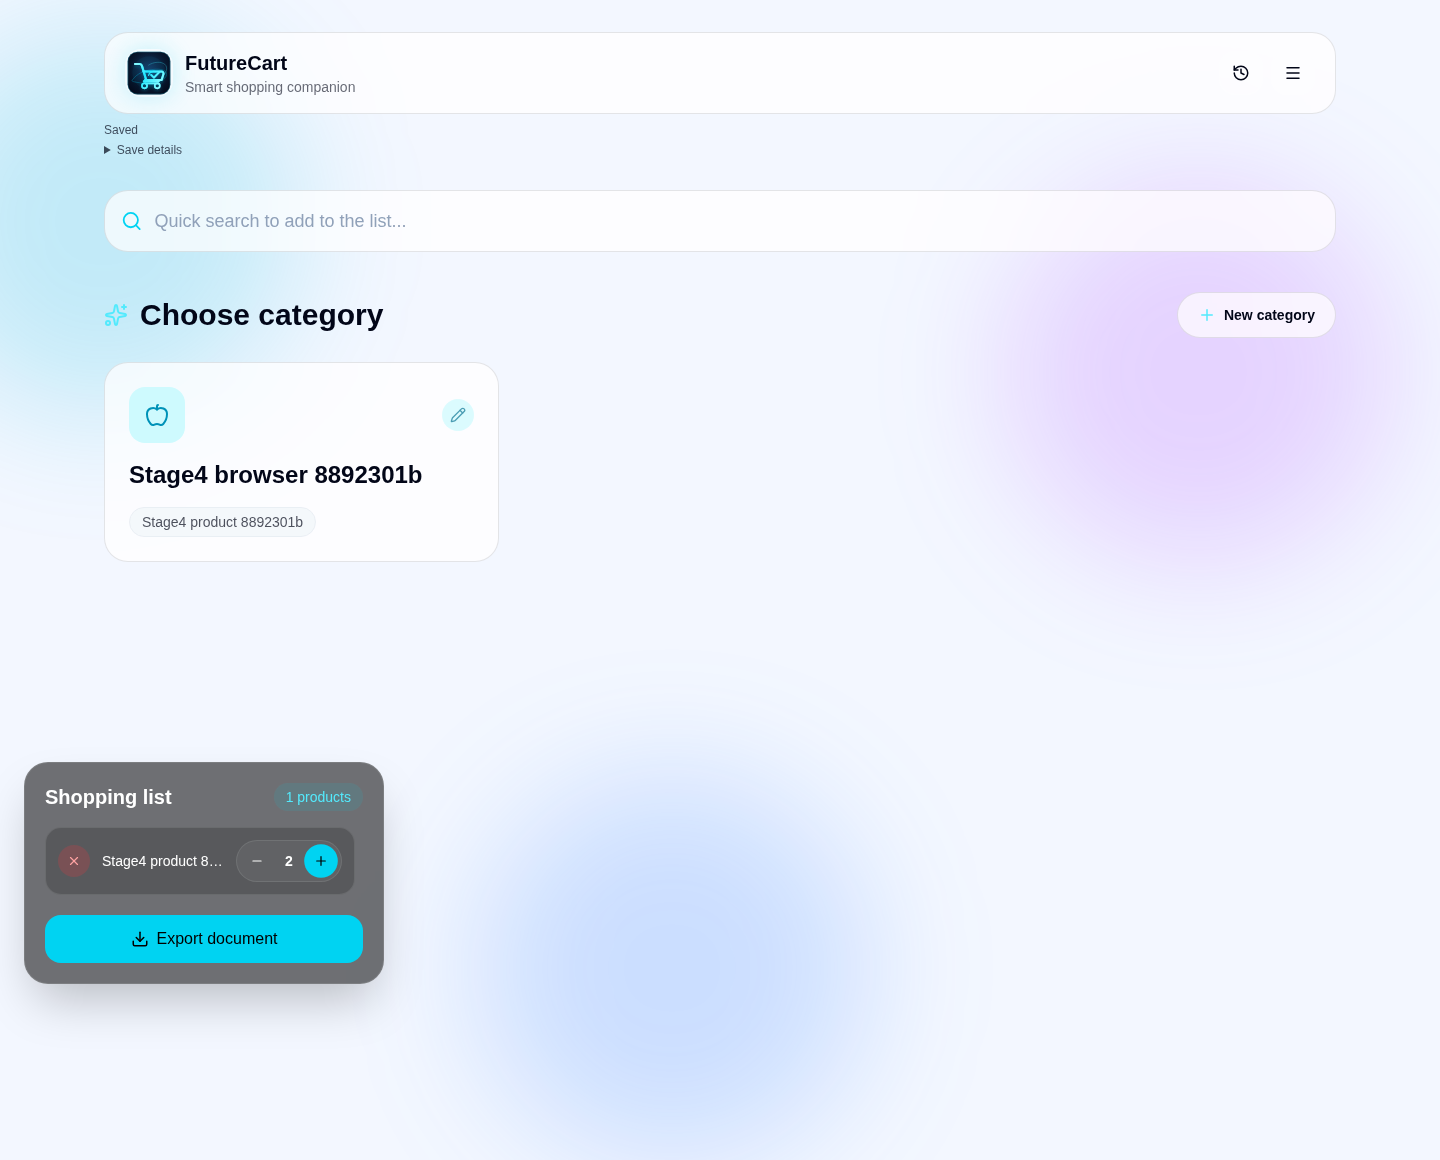 FutureCart
Smart shopping companion
Saved
Save details
Quick search to add to the list...
Choose category
New category
Stage4 browser 8892301b
Stage4 product 8892301b
Shopping list
1 products
Stage4 product 8…
2
Export document